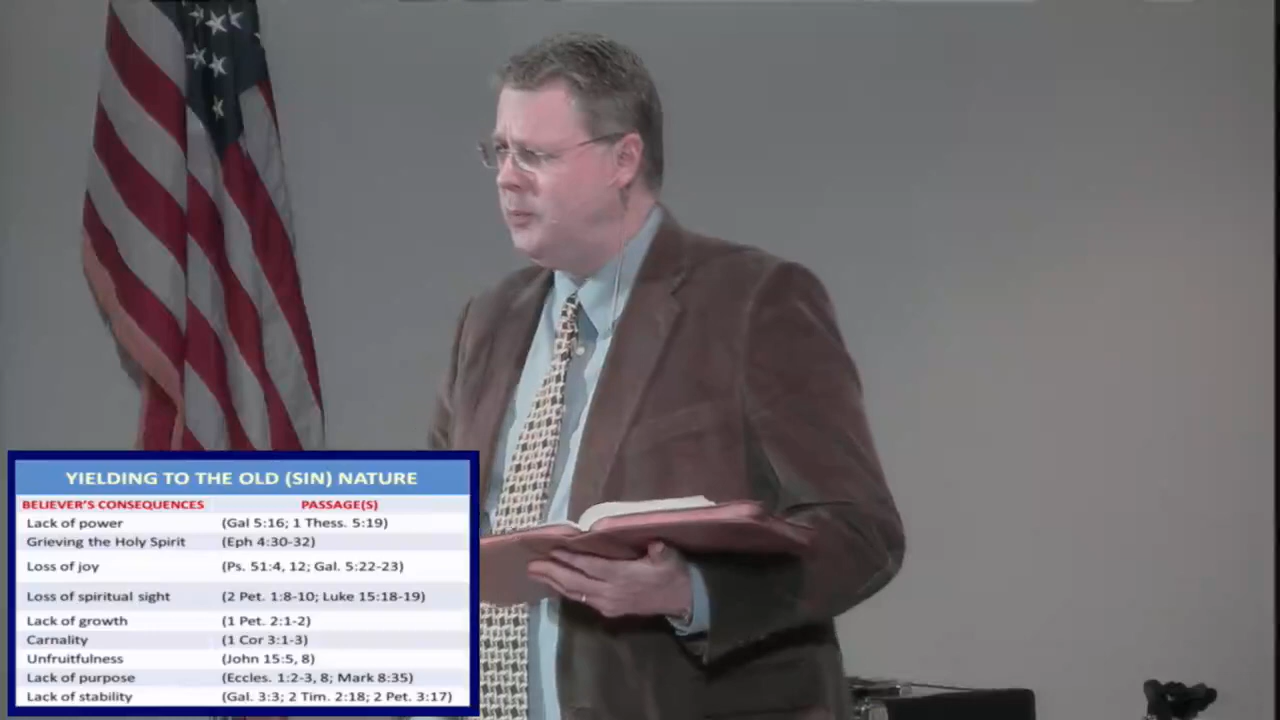 YIELDING TO THE OLD (SIN) NATURE
BELIEVER'S CONSEQUENCES PASSAGE(S)
Lack of power (Gal 5:16; 1 Thess. 5:19)
Grieving the Holy Spirit (Eph 4:30-32)
Loss of joy (Ps. 51:4, 12; Gal. 5:22-23)
Loss of spiritual sight (2 Pet. 1:8-10; Luke 15:18-19)
Lack of growth (1 Pet. 2:1-2)
Carnality (1 Cor 3:1-3)
Unfruitfulness (John 15:5, 8)
Lack of purpose (Eccles. 1:2-3, 8; Mark 8:35)
Lack of stability (Gal. 3:3; 2 Tim. 2:18; 2 Pet. 3:17)